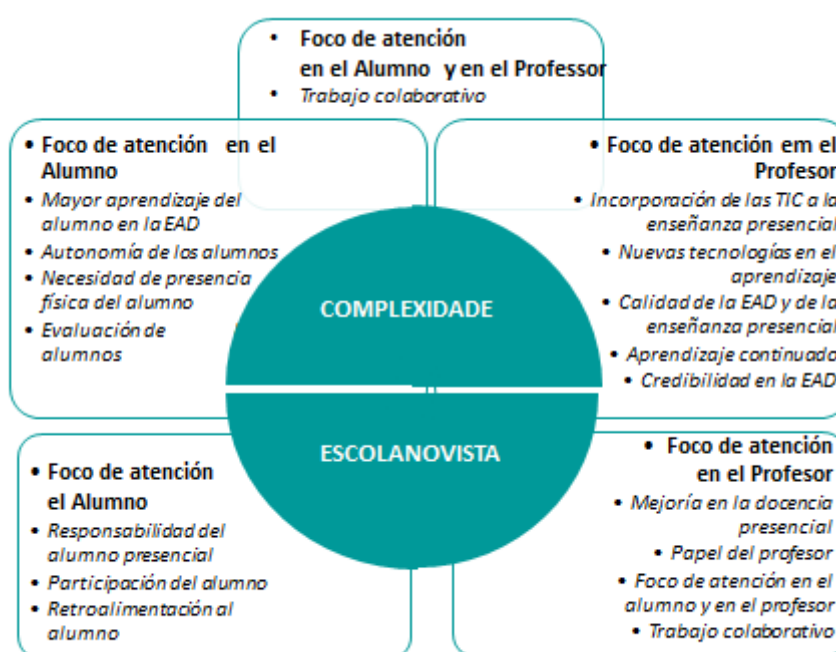 • Foco de atención
en el Alumno y en el Professor
• Trabajo colaborativo
• Foco de atención en el
Alumno
• Mayor aprendizaje del
alumno en la EAD
• Autonomía de los alumnos
• Necesidad de presencia
física del alumno
• Evaluación de
alumnos
• Foco de atención em el
Profesor
• Incorporación de las TIC a la
enseñanza presencial
• Nuevas tecnologías en el
aprendizaje
• Calidad de la EAD y de la
enseñanza presencial
• Aprendizaje continuado
• Credibilidad en la EAD
COMPLEXIDADE
ESCOLANOVISTA
• Foco de atención
el Alumno
• Responsabilidad del
alumno presencial
• Participación del alumno
• Retroalimentación al
alumno
• Foco de atención
en el Profesor
• Mejoría en la docencia
presencial
• Papel del profesor
• Foco de atención en el
alumno y en el profesor
• Trabajo colaborativo